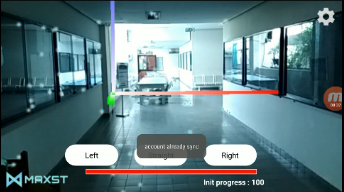 account already sync
Left
Right
Init progress : 100
MAXST